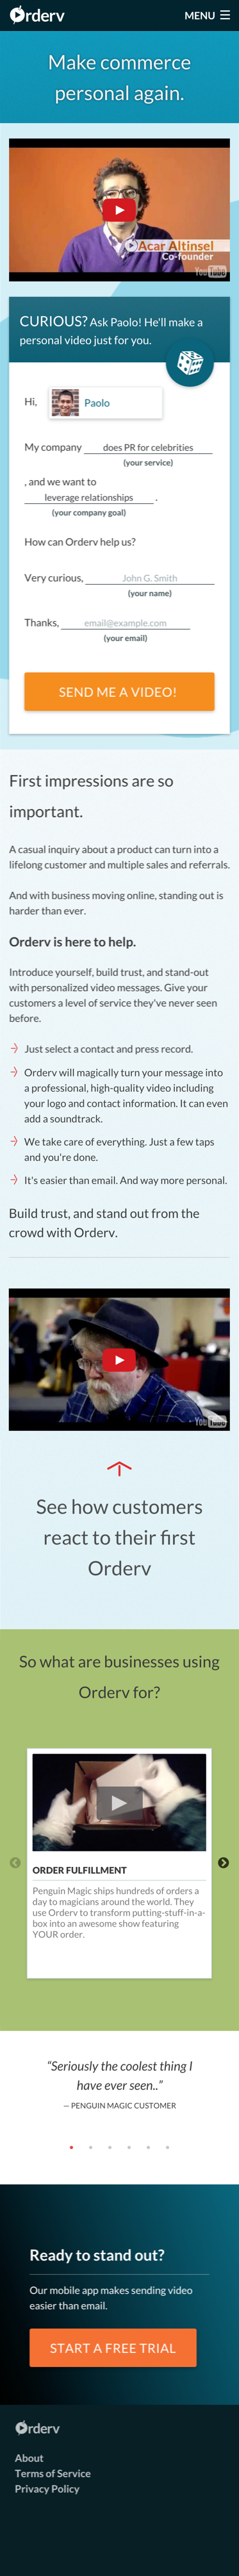 Orderv
MENU
Make commerce
personal again.
Acar Altinsel
Co-founder
YouTube
CURIOUS? Ask Paolo! He'll make a
personal video just for you.
Hi, Paolo
My company does PR for celebrities
(your service)
, and we want to
leverage relationships .
(your company goal)
How can Orderv help us?
Very curious, John G. Smith
(your name)
Thanks, email@example.com
(your email)
SEND ME A VIDEO!
First impressions are so
important.
A casual inquiry about a product can turn into a
lifelong customer and multiple sales and referrals.
And with business moving online, standing out is
harder than ever.
Orderv is here to help.
Introduce yourself, build trust, and stand-out
with personalized video messages. Give your
customers a level of service they've never seen
before.
Just select a contact and press record.
Orderv will magically turn your message into
a professional, high-quality video including
your logo and contact information. It can even
add a soundtrack.
We take care of everything. Just a few taps
and you're done.
It's easier than email. And way more personal.
Build trust, and stand out from the
crowd with Orderv.
YouTube
See how customers
react to their first
Orderv
So what are businesses using
Orderv for?
ORDER FULFILLMENT
Penguin Magic ships hundreds of orders a
day to magicians around the world. They
use Orderv to transform putting-stuff-in-a-
box into an awesome show featuring
YOUR order.
“Seriously the coolest thing I
have ever seen..”
— PENGUIN MAGIC CUSTOMER
Ready to stand out?
Our mobile app makes sending video
easier than email.
START A FREE TRIAL
Orderv
About
Terms of Service
Privacy Policy